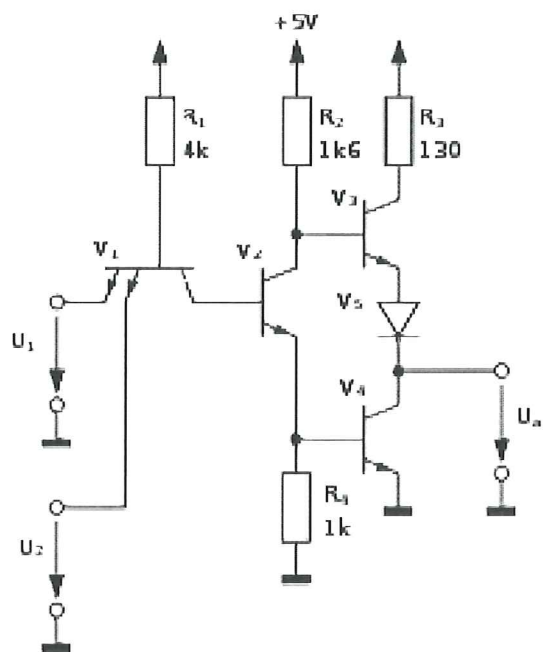 +5V
R₁
4k
R₂
1k6
R₃
130
V₁
V₂
V₃
V₅
V₄
U₁
Uₐ
R₄
1k
U₂